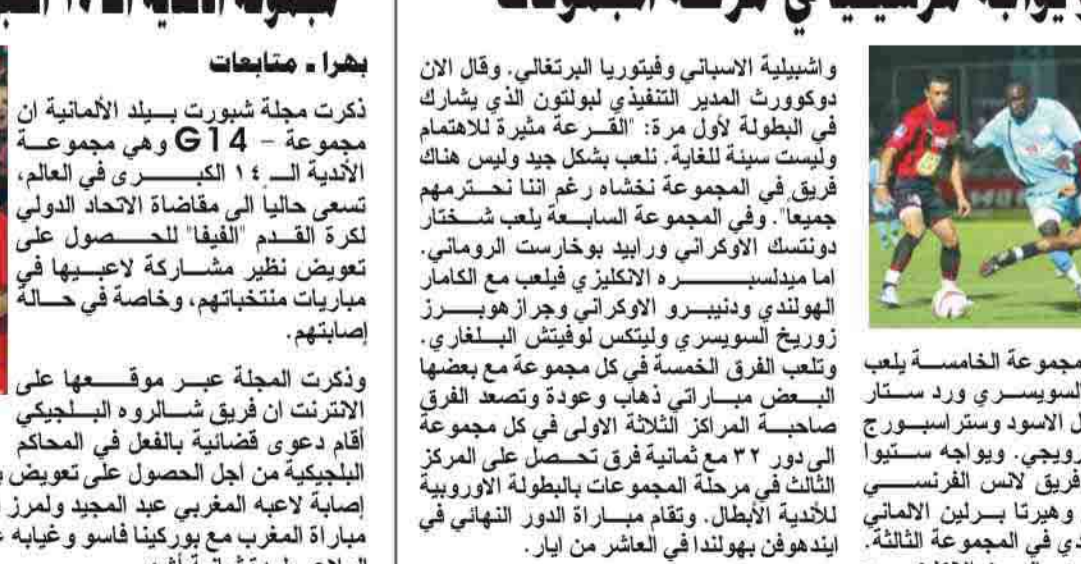 يواجه مرسيليا في مرحلة المجموعات
مجموعة الخامسة يلعب
السويسري ورد ستار
الاسود وستراسبورج
رويجي. ويواجه ستيوا
فريق لانس الفرنسي
وهيرتا برلين الالماني
دي في المجموعة الثالثة.
واشبيلية الاسباني وفيتوريا البرتغالي. وقال الان
دوكوورث المدير التنفيذي لبولتون الذي يشارك
في البطولة لأول مرة: "القرعة مثيرة للاهتمام
وليست سيئة للغاية. نلعب بشكل جيد وليس هناك
فريق في المجموعة نخشاه رغم اننا نحترمهم
جميعا". وفي المجموعة السابعة يلعب شختار
دونتسك الاوكراني ورابيد بوخارست الروماني.
اما ميدلسبره الانكليزي فيلعب مع الكامار
الهولندي ودنيبرو الاوكراني وجرازهوبرز
زوريخ السويسري وليتكس لوفيتش البلغاري.
وتلعب الفرق الخمسة في كل مجموعة مع بعضها
البعض مباراتي ذهاب وعودة وتصعد الفرق
صاحبة المراكز الثلاثة الاولى في كل مجموعة
الى دور ٣٢ مع ثمانية فرق تحصل على المركز
الثالث في مرحلة المجموعات بالبطولة الاوروبية
للأندية الأبطال. وتقام مباراة الدور النهائي في
ايندهوفن بهولندا في العاشر من ايار.
مجموعة الاندية الـ١٤
بهرا ـ متابعات
ذكرت مجلة شبورت بيلد الألمانية ان
مجموعة – G14 وهي مجموعة
الأندية الـ ١٤ الكبرى في العالم،
تسعى حاليا الى مقاضاة الاتحاد الدولي
لكرة القدم "الفيفا" للحصول على
تعويض نظير مشاركة لاعبيها في
مباريات منتخباتهم، وخاصة في حالة
إصابتهم.
وذكرت المجلة عبر موقعها على
الانترنت ان فريق شالروه البلجيكي
أقام دعوى قضائية بالفعل في المحاكم
البلجيكية من اجل الحصول على تعويض
إصابة لاعبه المغربي عبد المجيد ولمرز
مباراة المغرب مع بوركينا فاسو وغيابه